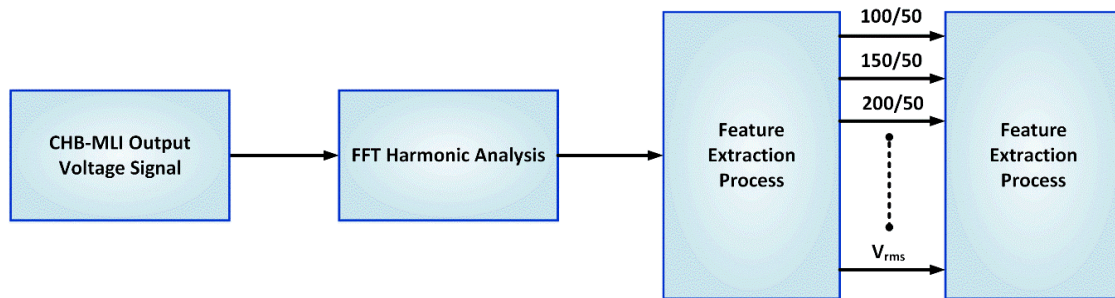 CHB-MLI Output
Voltage Signal
FFT Harmonic Analysis
Feature
Extraction
Process
100/50
150/50
200/50
Vrms
Feature
Extraction
Process